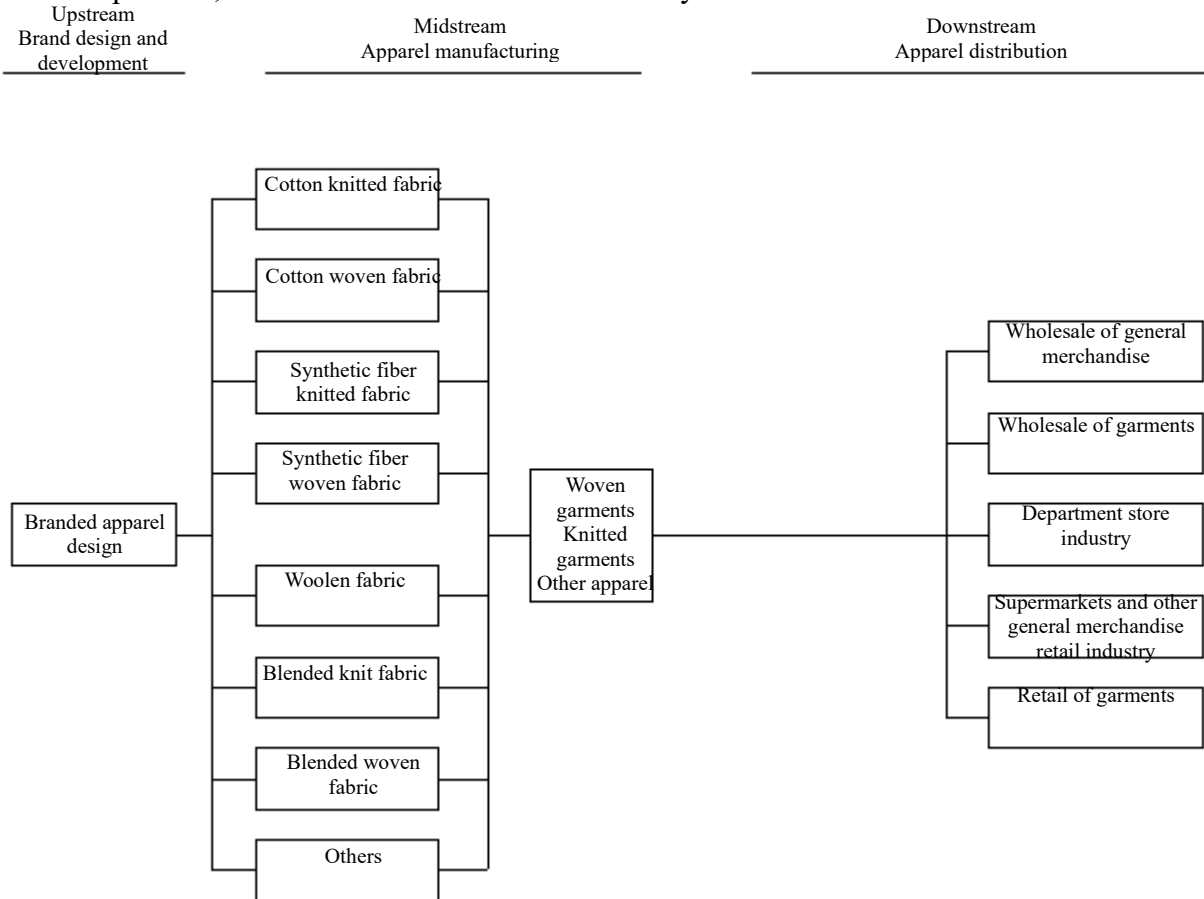 Upstream
Brand design and
development
Midstream
Apparel manufacturing
Downstream
Apparel distribution
Branded apparel
design
Cotton knitted fabric
Cotton woven fabric
Synthetic fiber
knitted fabric
Synthetic fiber
woven fabric
Woolen fabric
Blended knit fabric
Blended woven
fabric
Others
Woven
garments
Knitted
garments
Other apparel
Wholesale of general
merchandise
Wholesale of garments
Department store
industry
Supermarkets and other
general merchandise
retail industry
Retail of garments